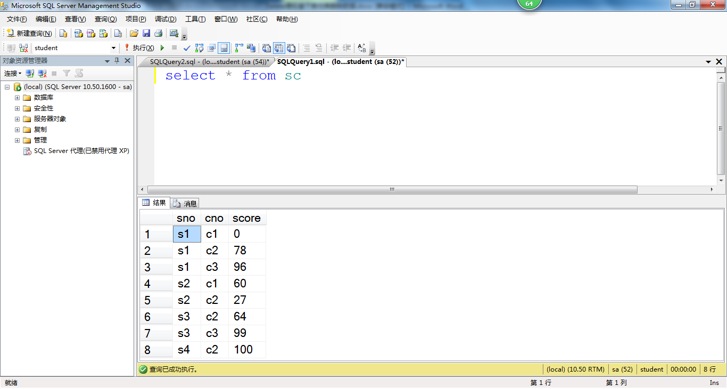 Microsoft SQL Server Management Studio
64
文件(F) 编辑(E) 查看(V) 查询(Q) 项目(P) 调试(D) 工具(T) 窗口(W) 社区(C) 帮助(H)
新建查询(N)
student 执行(X)
对象资源管理器
连接
(local) (SQL Server 10.50.1600 - sa)
数据库
安全性
服务器对象
复制
管理
SQL Server 代理(已禁用代理 XP)
SQLQuery2.sql - (lo....student (sa (54))* SQLQuery1.sql - (lo....student (sa (52))*
select * from sc
结果 消息
sno cno score
1 s1 c1 0
2 s1 c2 78
3 s1 c3 96
4 s2 c1 60
5 s2 c2 27
6 s3 c2 64
7 s3 c3 99
8 s4 c2 100
查询已成功执行。 (local) (10.50 RTM) sa (52) student 00:00:00 8 行
就绪 第 1 行 第 1 列 Ins